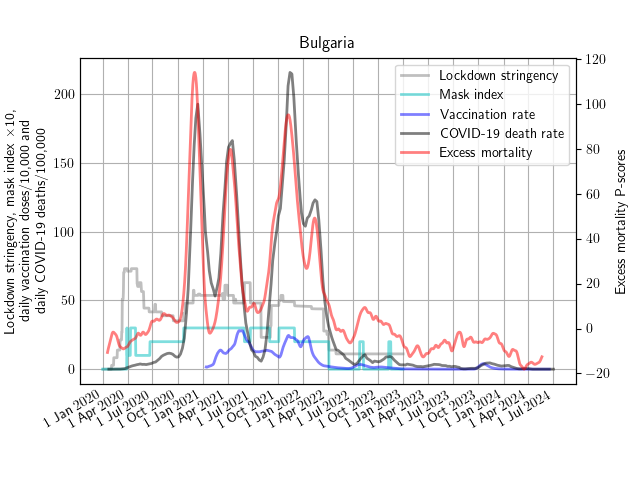 Bulgaria
Lockdown stringency
Mask index
Vaccination rate
COVID-19 death rate
Excess mortality
Lockdown stringency, mask index ×10,
daily vaccination doses/10,000 and
daily COVID-19 deaths/100,000
200
150
100
50
0
120
100
80
60
40
20
0
−20
Excess mortality P-scores
1 Jan 2020
1 Apr 2020
1 Jul 2020
1 Oct 2020
1 Jan 2021
1 Apr 2021
1 Jul 2021
1 Oct 2021
1 Jan 2022
1 Apr 2022
1 Jul 2022
1 Oct 2022
1 Jan 2023
1 Apr 2023
1 Jul 2023
1 Oct 2023
1 Jan 2024
1 Apr 2024
1 Jul 2024